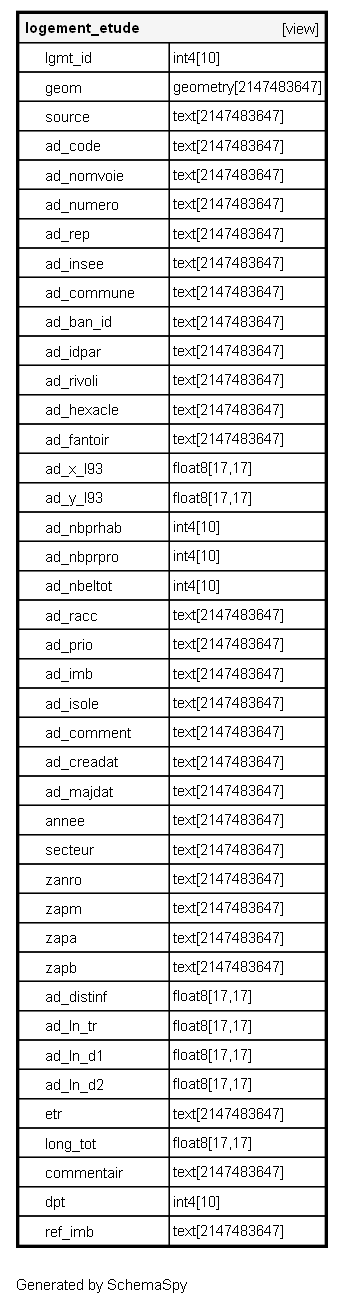 logement_etude [view]
lgmt_id int4[10]
geom geometry[2147483647]
source text[2147483647]
ad_code text[2147483647]
ad_nomvoie text[2147483647]
ad_numero text[2147483647]
ad_rep text[2147483647]
ad_insee text[2147483647]
ad_commune text[2147483647]
ad_ban_id text[2147483647]
ad_idpar text[2147483647]
ad_rivoli text[2147483647]
ad_hexacle text[2147483647]
ad_fantoir text[2147483647]
ad_x_l93 float8[17,17]
ad_y_l93 float8[17,17]
ad_nbprhab int4[10]
ad_nbprpro int4[10]
ad_nbeltot int4[10]
ad_racc text[2147483647]
ad_prio text[2147483647]
ad_imb text[2147483647]
ad_isole text[2147483647]
ad_comment text[2147483647]
ad_creadat text[2147483647]
ad_majdat text[2147483647]
annee text[2147483647]
secteur text[2147483647]
zanro text[2147483647]
zapm text[2147483647]
zapa text[2147483647]
zapb text[2147483647]
ad_distinf float8[17,17]
ad_ln_tr float8[17,17]
ad_ln_d1 float8[17,17]
ad_ln_d2 float8[17,17]
etr text[2147483647]
long_tot float8[17,17]
commentair text[2147483647]
dpt int4[10]
ref_imb text[2147483647]
Generated by SchemaSpy